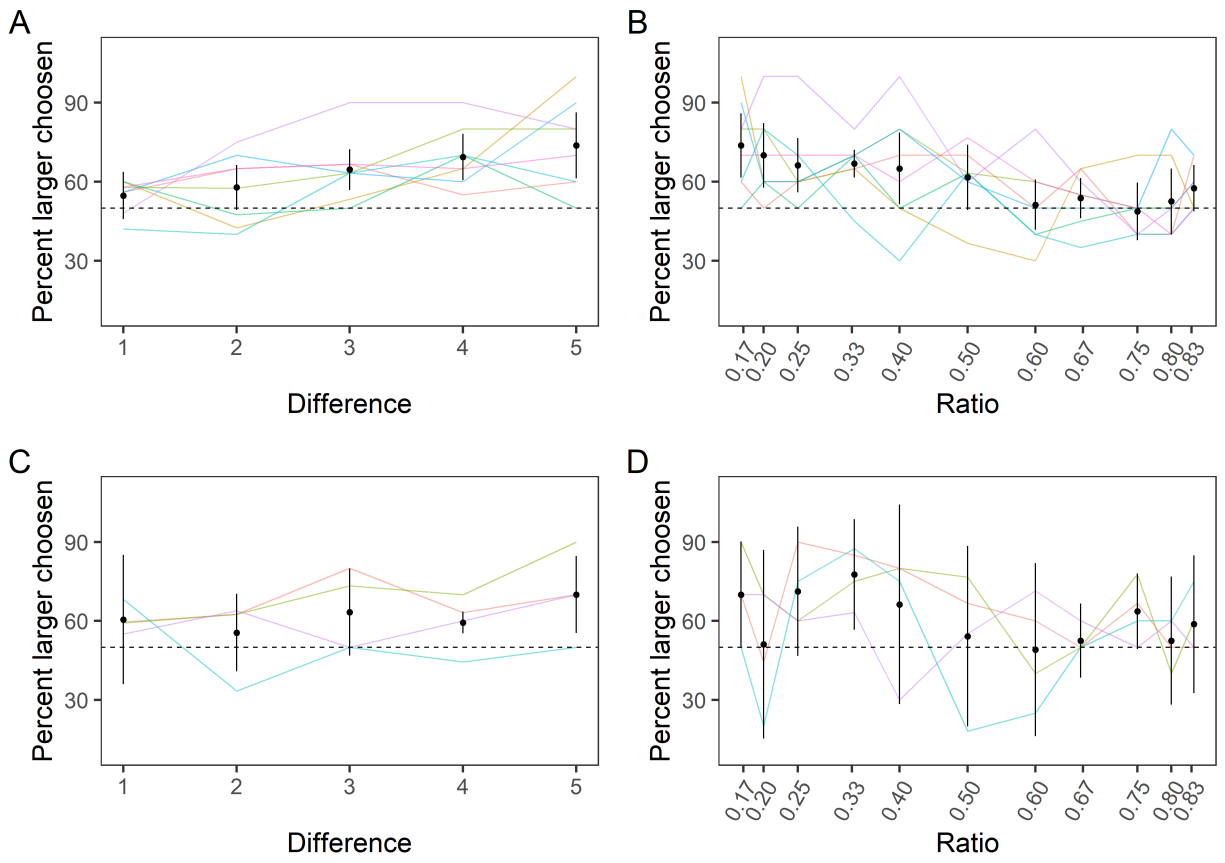 A
Percent larger choosen
90
60
30
1 2 3 4 5
Difference
B
Percent larger choosen
90
60
30
0.17 0.20 0.25 0.33 0.40 0.50 0.60 0.67 0.75 0.80 0.83
Ratio
C
Percent larger choosen
90
60
30
1 2 3 4 5
Difference
D
Percent larger choosen
90
60
30
0.17 0.20 0.25 0.33 0.40 0.50 0.60 0.67 0.75 0.80 0.83
Ratio